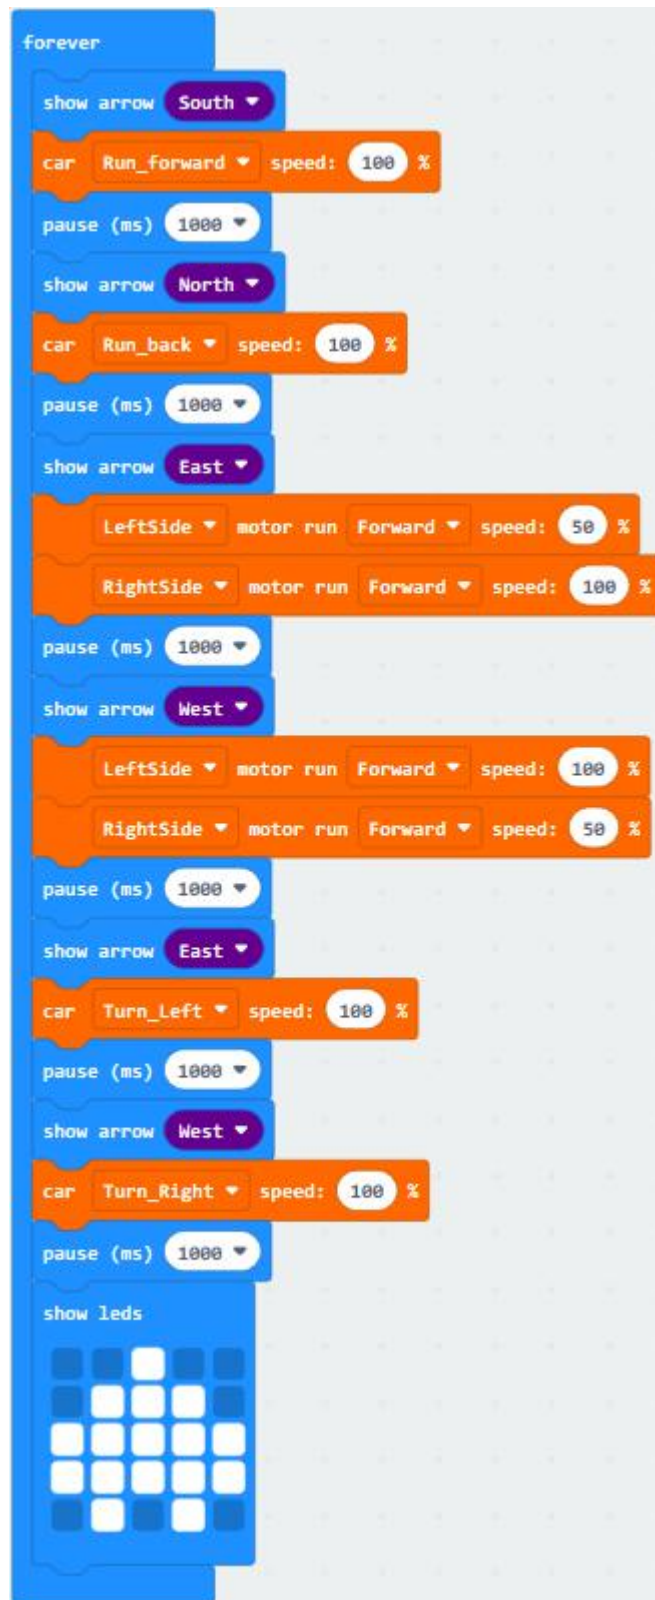 forever
show arrow South
car Run_forward speed: 100 %
pause (ms) 1000
show arrow North
car Run_back speed: 100 %
pause (ms) 1000
show arrow East
LeftSide motor run Forward speed: 50 %
RightSide motor run Forward speed: 100 %
pause (ms) 1000
show arrow West
LeftSide motor run Forward speed: 100 %
RightSide motor run Forward speed: 50 %
pause (ms) 1000
show arrow East
car Turn_Left speed: 100 %
pause (ms) 1000
show arrow West
car Turn_Right speed: 100 %
pause (ms) 1000
show leds